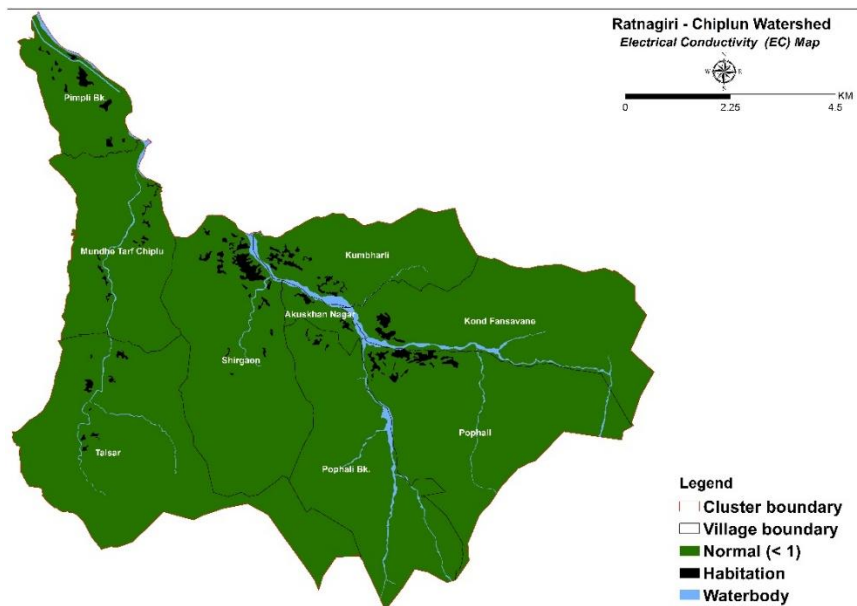 Ratnagiri - Chiplun Watershed
Electrical Conductivity (EC) Map
N
W E
S
KM
0 2.25 4.5
Pimpli Bk.
Mundhe Tarf Chiplu
Kumbharli
Akuskhan Nagar
Kond Fansavane
Shirgaon
Pophali
Talsar
Pophali Bk.
Legend
Cluster boundary
Village boundary
Normal (< 1)
Habitation
Waterbody